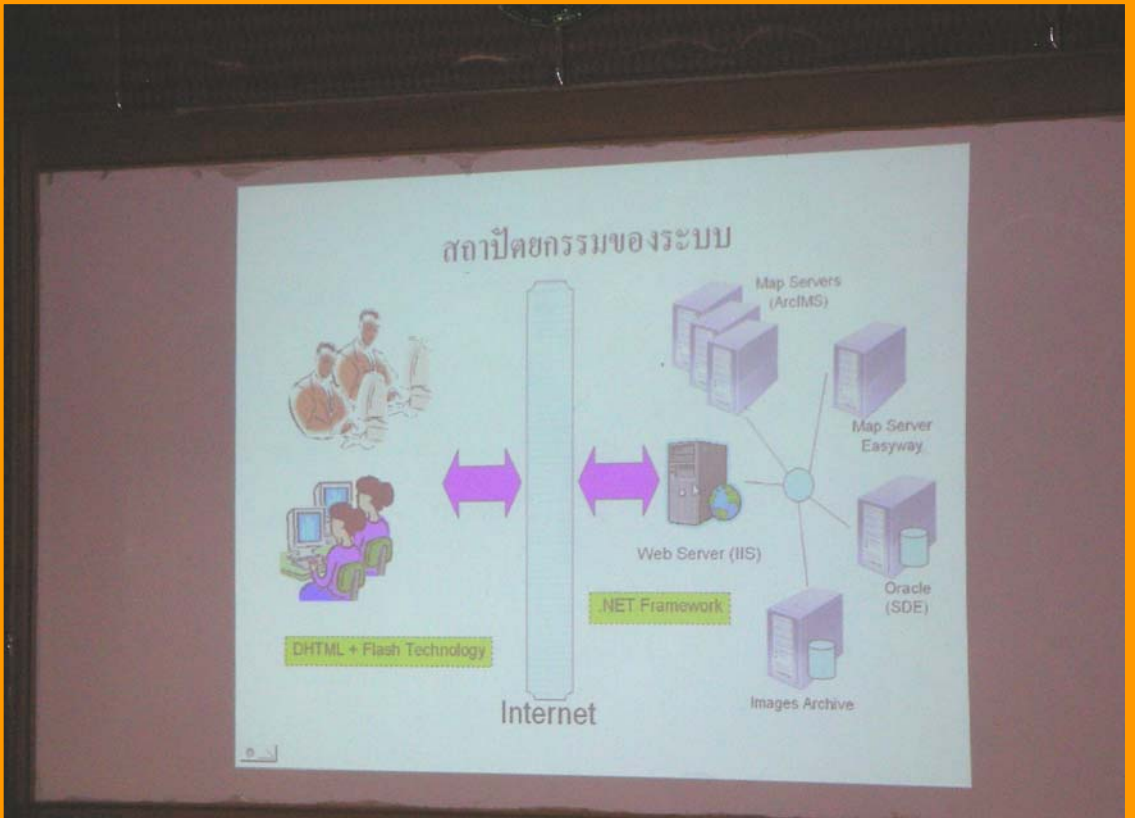 สถาปัตยกรรมของระบบ
Map Servers
(ArcIMS)
Map Server
Easyway
Web Server (IIS)
Oracle
(SDE)
.NET Framework
DHTML + Flash Technology
Images Archive
Internet